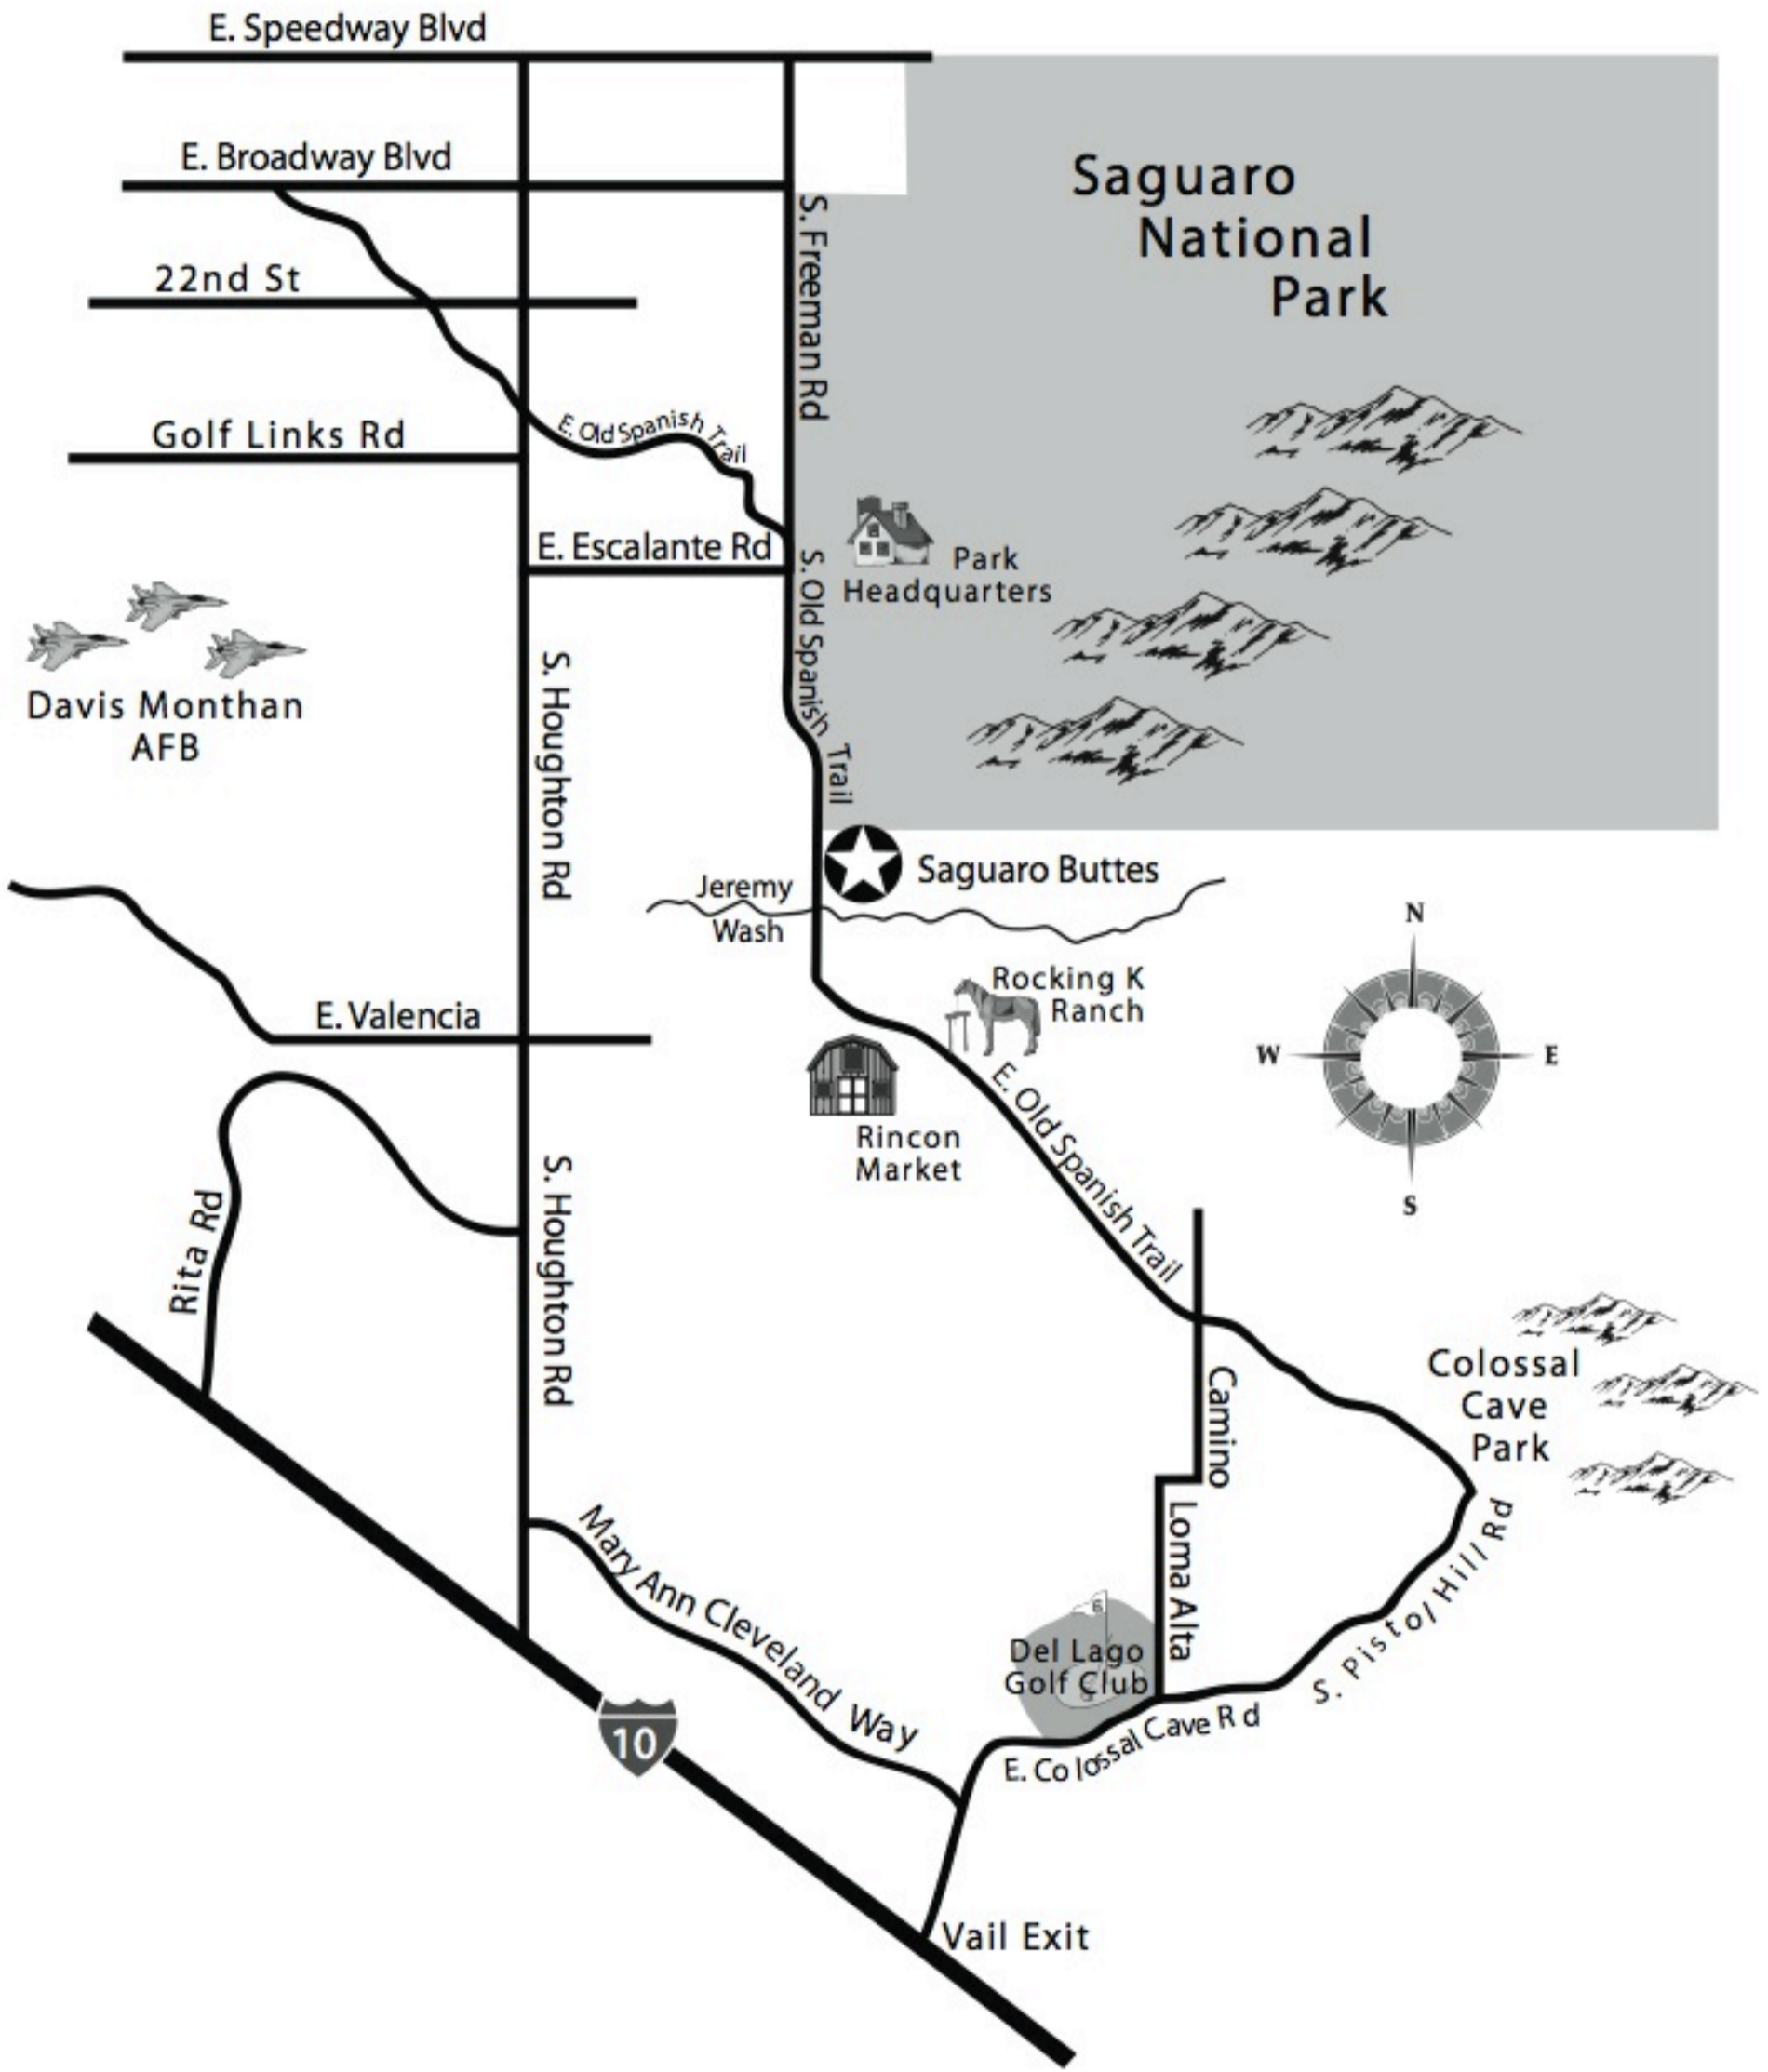 E. Speedway Blvd
E. Broadway Blvd
Saguaro
National
Park
S. Freeman Rd
22nd St
E. Old Spanish Trail
Golf Links Rd
E. Escalante Rd
Park
Headquarters
S. Old Spanish Trail
Davis Monthan
AFB
S. Houghton Rd
Saguaro Buttes
Jeremy
Wash
N
W
E
S
Rocking K
Ranch
E. Valencia
Rincon
Market
E. Old Spanish Trail
S. Houghton Rd
Rita Rd
Colossal
Cave
Park
Camino
Loma Alta
Mary Ann Cleveland Way
Del Lago
Golf Club
6
S. Pistol Hill Rd
E. Colossal Cave Rd
10
Vail Exit